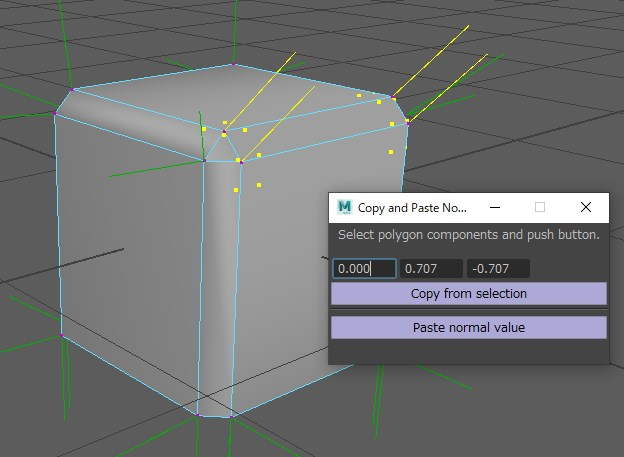 Copy and Paste No...
Select polygon components and push button.
0.000 0.707 -0.707
Copy from selection
Paste normal value